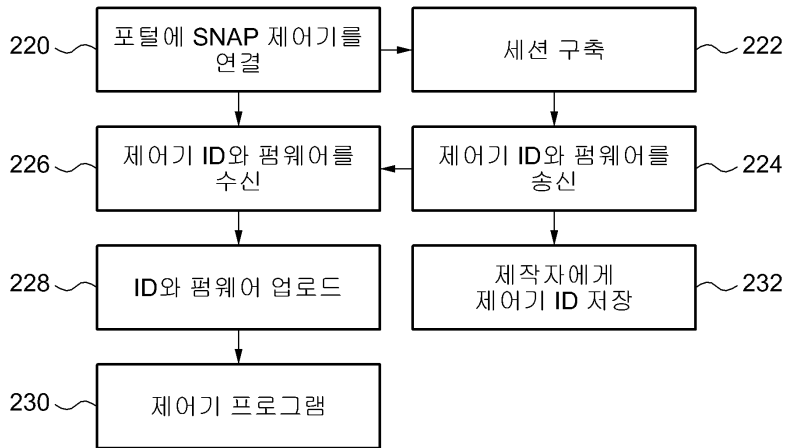 220
포털에 SNAP 제어기를
연결
세션 구축
222
226
제어기 ID와 펌웨어를
수신
제어기 ID와 펌웨어를
송신
224
228
ID와 펌웨어 업로드
제작자에게
제어기 ID 저장
232
230
제어기 프로그램